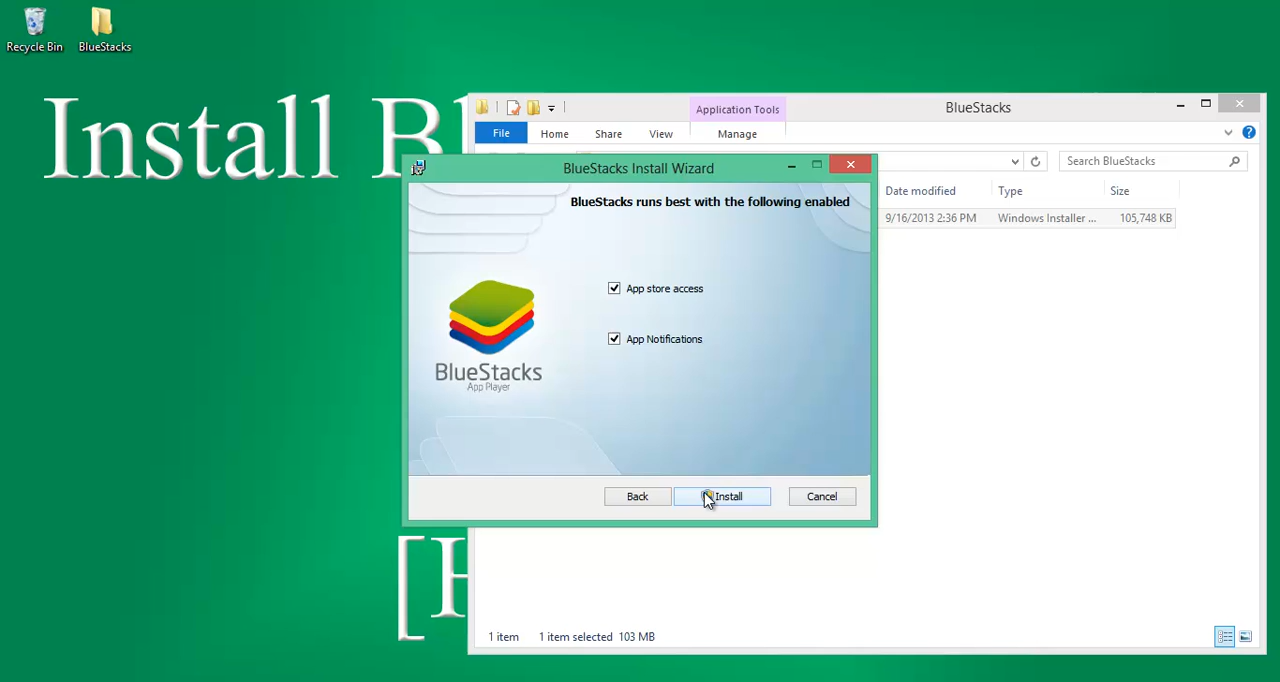 Recycle Bin
BlueStacks
Install Bl
[H
Application Tools
BlueStacks
File
Home
Share
View
Manage
Search BlueStacks
Date modified
Type
Size
9/16/2013 2:36 PM
Windows Installer ...
105,748 KB
BlueStacks Install Wizard
BlueStacks runs best with the following enabled
App store access
App Notifications
BlueStacks
App Player
Back
Install
Cancel
1 item
1 item selected 103 MB